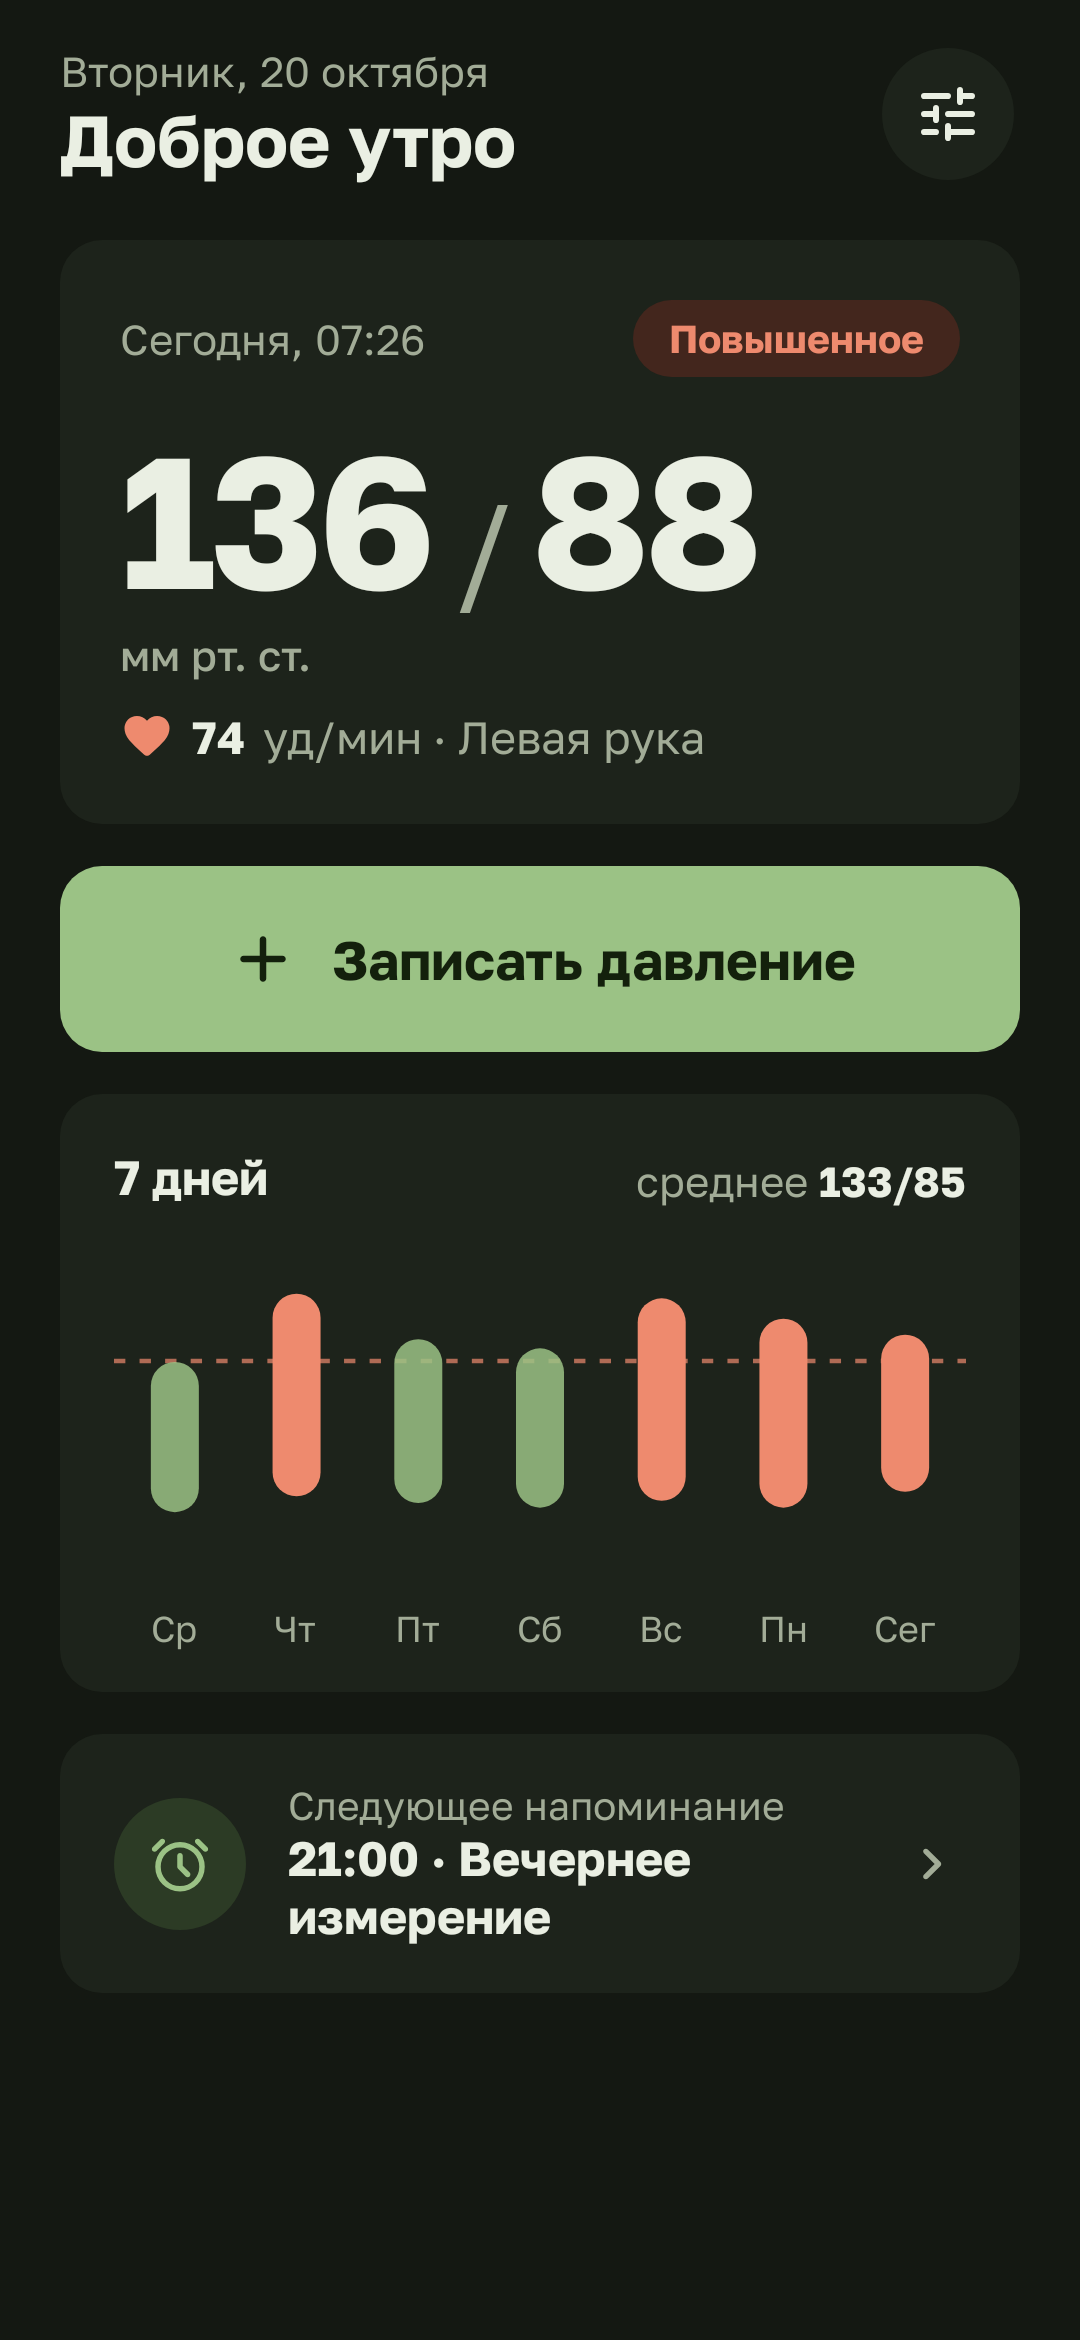 Вторник, 20 октября
Доброе утро
Сегодня, 07:26
Повышенное
136 / 88
мм рт. ст.
74 уд/мин · Левая рука
Записать давление
7 дней
среднее 133/85
Ср Чт Пт Сб Вс Пн Сег
Следующее напоминание
21:00 · Вечернее
измерение